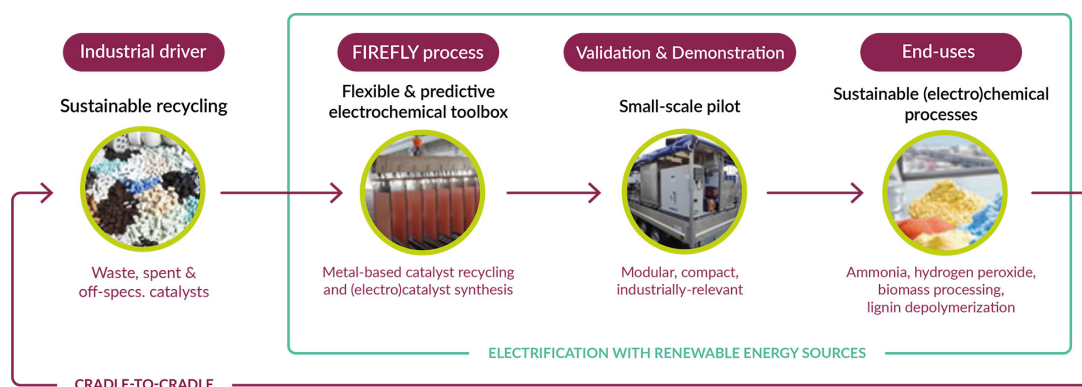 Industrial driver
Sustainable recycling
Waste, spent &
off-specs. catalysts
FIREFLY process
Flexible & predictive
electrochemical toolbox
Metal-based catalyst recycling
and (electro)catalyst synthesis
Validation & Demonstration
Small-scale pilot
Modular, compact,
industrially-relevant
End-uses
Sustainable (electro)chemical
processes
Ammonia, hydrogen peroxide,
biomass processing,
lignin depolymerization
ELECTRIFICATION WITH RENEWABLE ENERGY SOURCES
CRADLE-TO-CRADLE